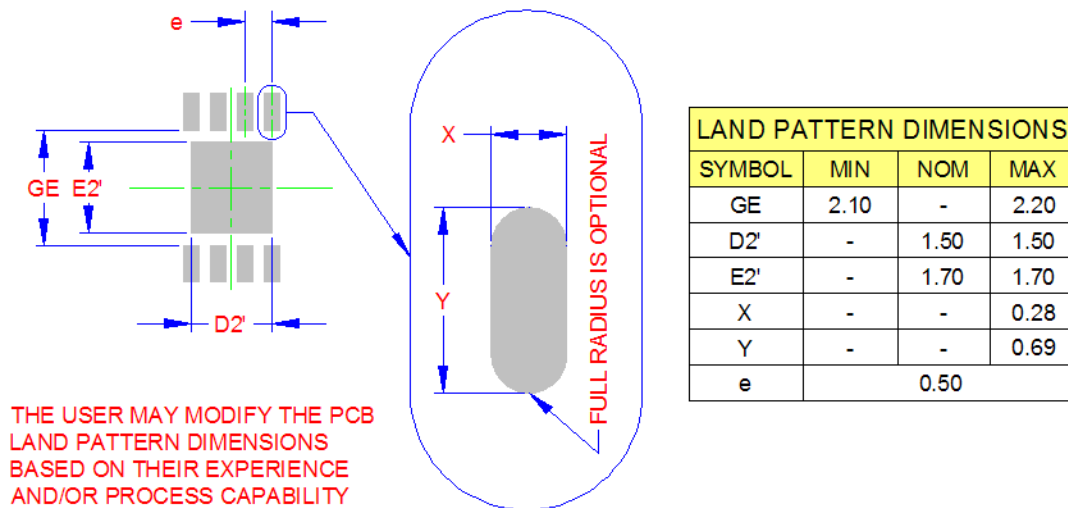 e
GE E2'
D2'
THE USER MAY MODIFY THE PCB
LAND PATTERN DIMENSIONS
BASED ON THEIR EXPERIENCE
AND/OR PROCESS CAPABILITY
X
Y
FULL RADIUS IS OPTIONAL
LAND PATTERN DIMENSIONS
SYMBOL MIN NOM MAX
GE 2.10 - 2.20
D2' - 1.50 1.50
E2' - 1.70 1.70
X - - 0.28
Y - - 0.69
e 0.50